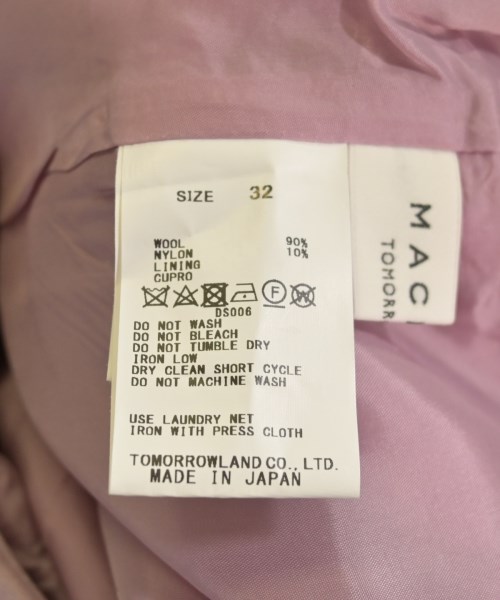 SIZE 32
WOOL 90%
NYLON 10%
LINING
CUPRO
F W
DS006
DO NOT WASH
DO NOT BLEACH
DO NOT TUMBLE DRY
IRON LOW
DRY CLEAN SHORT CYCLE
DO NOT MACHINE WASH
USE LAUNDRY NET
IRON WITH PRESS CLOTH
TOMORROWLAND CO., LTD.
MADE IN JAPAN
MAC
TOMORR